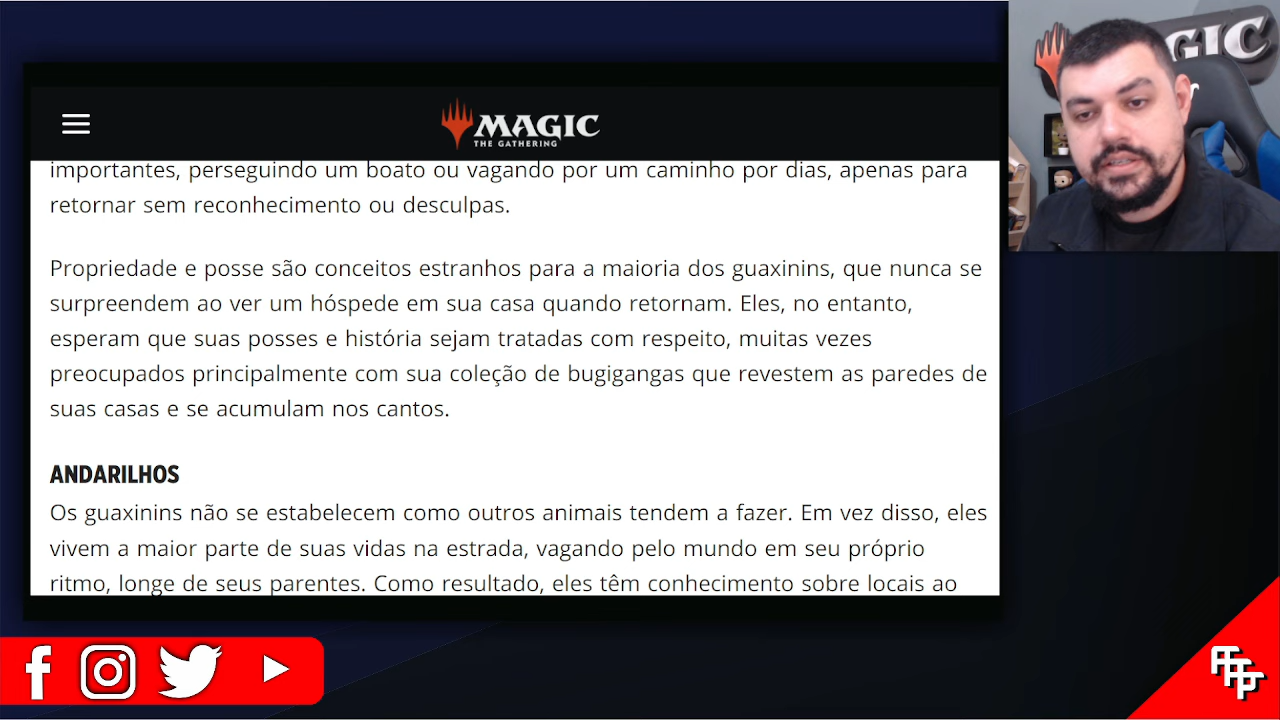 MAGIC
THE GATHERING
importantes, perseguindo um boato ou vagando por um caminho por dias, apenas para
retornar sem reconhecimento ou desculpas.
Propriedade e posse são conceitos estranhos para a maioria dos guaxinins, que nunca se
surpreendem ao ver um hóspede em sua casa quando retornam. Eles, no entanto,
esperam que suas posses e história sejam tratadas com respeito, muitas vezes
preocupados principalmente com sua coleção de bugigangas que revestem as paredes de
suas casas e se acumulam nos cantos.
ANDARILHOS
Os guaxinins não se estabelecem como outros animais tendem a fazer. Em vez disso, eles
vivem a maior parte de suas vidas na estrada, vagando pelo mundo em seu próprio
ritmo, longe de seus parentes. Como resultado, eles têm conhecimento sobre locais ao
GIC
f